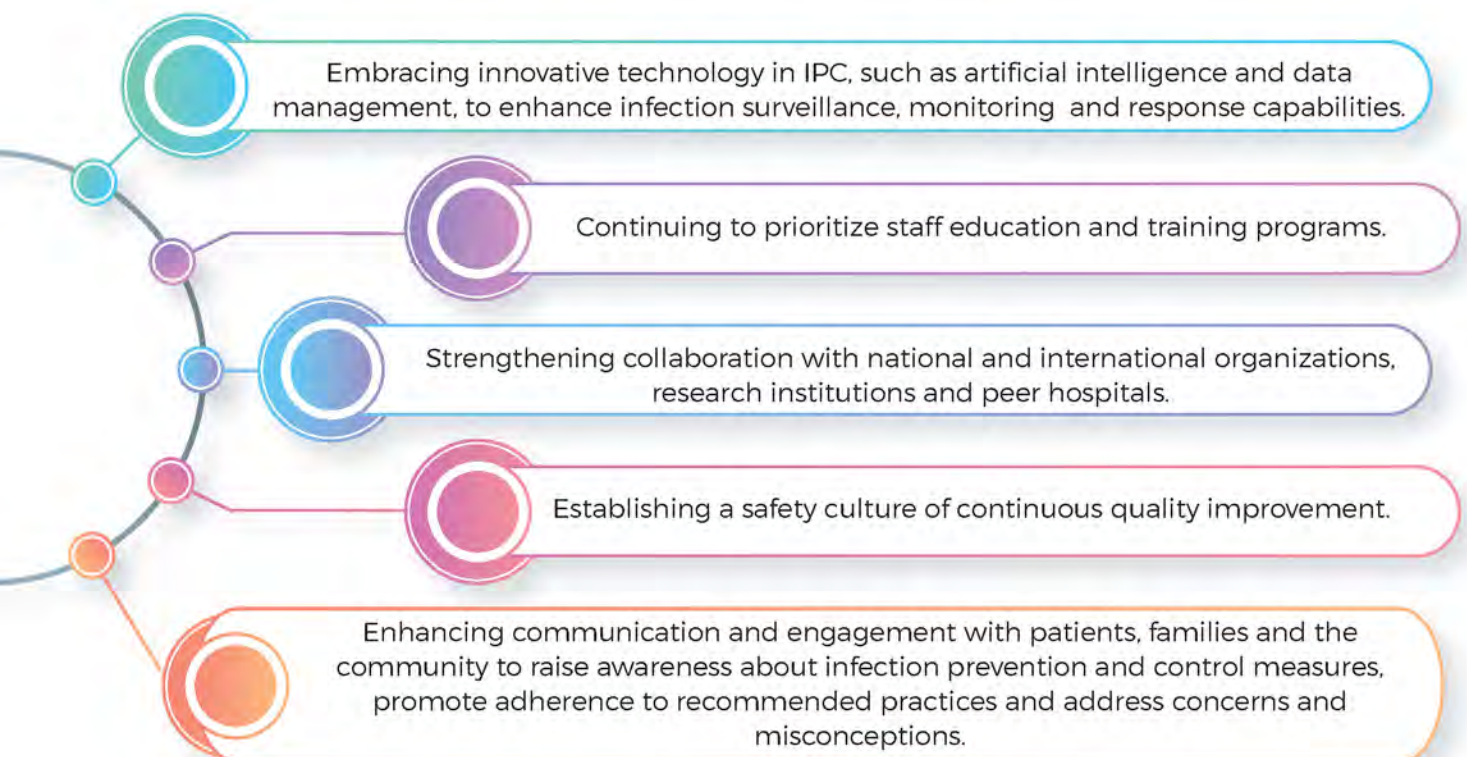 Embracing innovative technology in IPC, such as artificial intelligence and data
management, to enhance infection surveillance, monitoring and response capabilities.
Continuing to prioritize staff education and training programs.
Strengthening collaboration with national and international organizations,
research institutions and peer hospitals.
Establishing a safety culture of continuous quality improvement.
Enhancing communication and engagement with patients, families and the
community to raise awareness about infection prevention and control measures,
promote adherence to recommended practices and address concerns and
misconceptions.